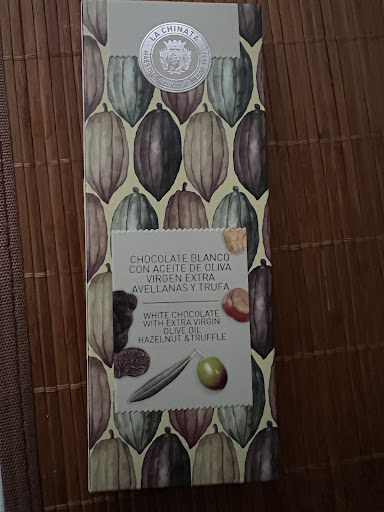 LA CHINATA
CHOCOLATE BLANCO
CON ACEITE DE OLIVA
VIRGEN EXTRA
AVELLANAS Y TRUFA
WHITE CHOCOLATE
WITH EXTRA VIRGIN
OLIVE OIL
HAZELNUT & TRUFFLE